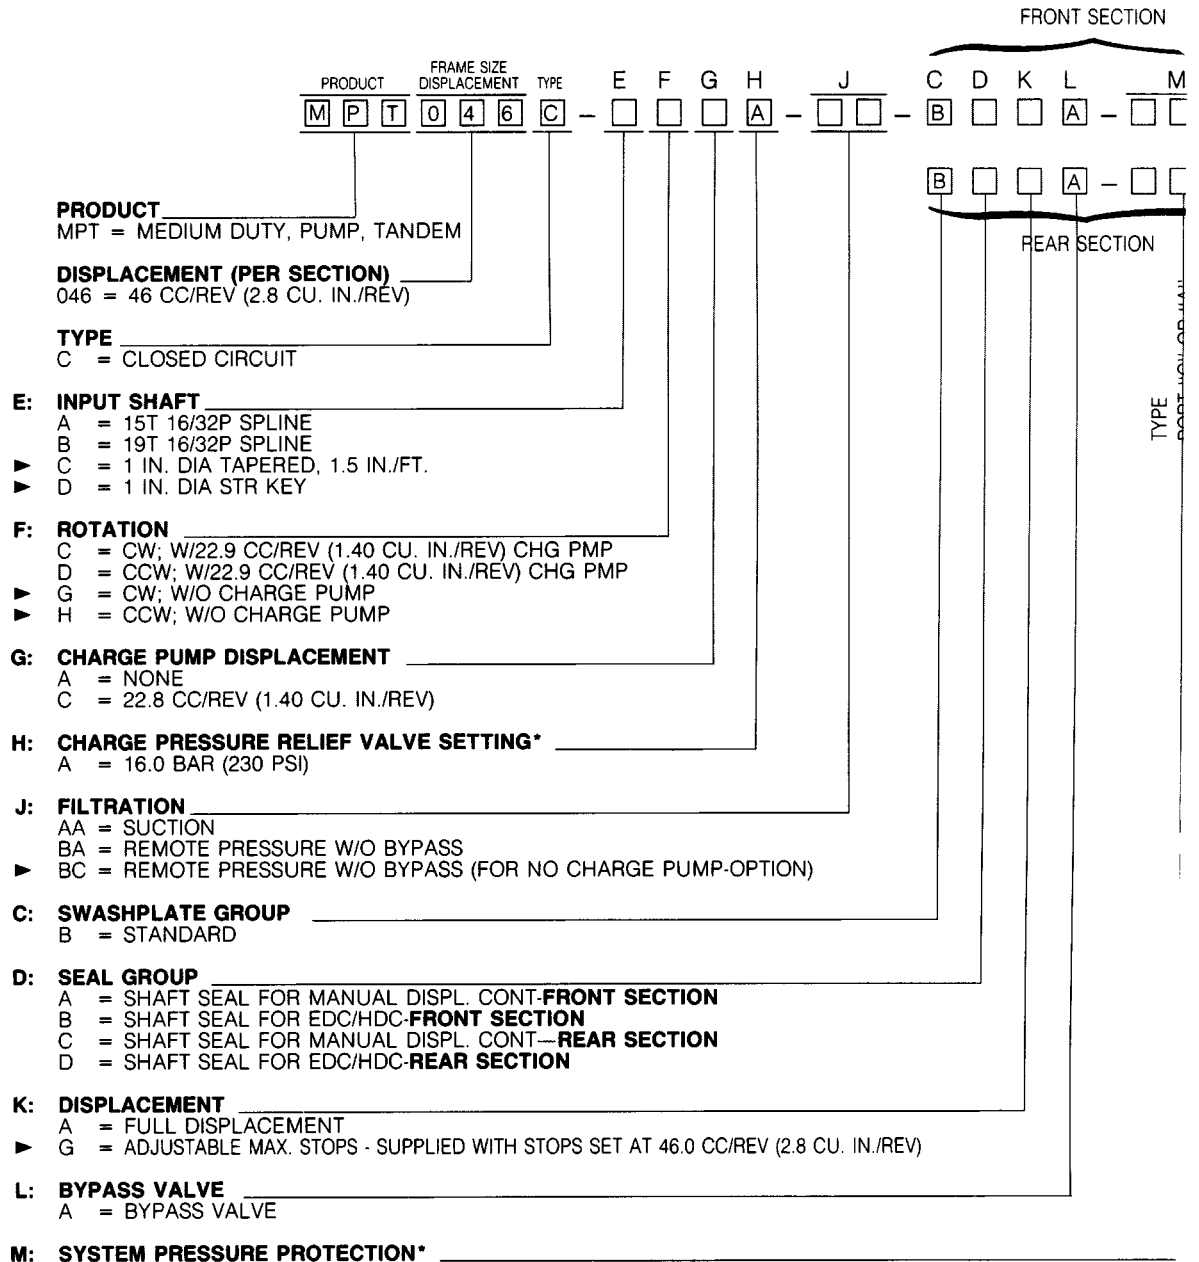 FRONT SECTION
PRODUCT FRAME SIZE DISPLACEMENT TYPE E F G H J C D K L M
M P T 0 4 6 C – A – – B A –
B A –
REAR SECTION
PRODUCT
MPT = MEDIUM DUTY, PUMP, TANDEM
DISPLACEMENT (PER SECTION)
046 = 46 CC/REV (2.8 CU. IN./REV)
TYPE
C = CLOSED CIRCUIT
TYPE
E: INPUT SHAFT
A = 15T 16/32P SPLINE
B = 19T 16/32P SPLINE
► C = 1 IN. DIA TAPERED, 1.5 IN./FT.
► D = 1 IN. DIA STR KEY
F: ROTATION
C = CW; W/22.9 CC/REV (1.40 CU. IN./REV) CHG PMP
D = CCW; W/22.9 CC/REV (1.40 CU. IN./REV) CHG PMP
► G = CW; W/O CHARGE PUMP
► H = CCW; W/O CHARGE PUMP
G: CHARGE PUMP DISPLACEMENT
A = NONE
C = 22.8 CC/REV (1.40 CU. IN./REV)
H: CHARGE PRESSURE RELIEF VALVE SETTING*
A = 16.0 BAR (230 PSI)
J: FILTRATION
AA = SUCTION
BA = REMOTE PRESSURE W/O BYPASS
► BC = REMOTE PRESSURE W/O BYPASS (FOR NO CHARGE PUMP-OPTION)
C: SWASHPLATE GROUP
B = STANDARD
D: SEAL GROUP
A = SHAFT SEAL FOR MANUAL DISPL. CONT-FRONT SECTION
B = SHAFT SEAL FOR EDC/HDC-FRONT SECTION
C = SHAFT SEAL FOR MANUAL DISPL. CONT—REAR SECTION
D = SHAFT SEAL FOR EDC/HDC-REAR SECTION
K: DISPLACEMENT
A = FULL DISPLACEMENT
► G = ADJUSTABLE MAX. STOPS - SUPPLIED WITH STOPS SET AT 46.0 CC/REV (2.8 CU. IN./REV)
L: BYPASS VALVE
A = BYPASS VALVE
M: SYSTEM PRESSURE PROTECTION*